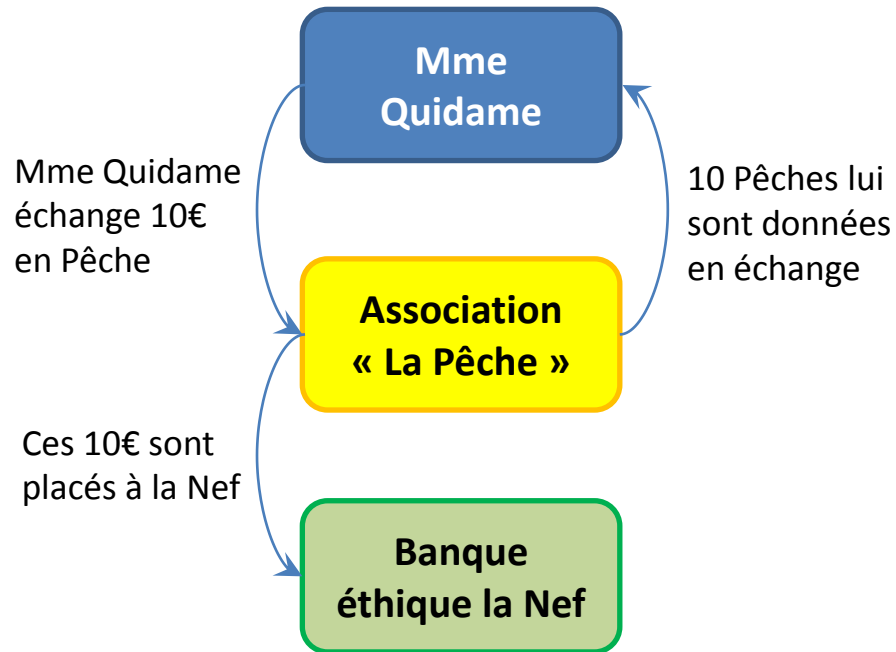 Mme
Quidame
Mme Quidame
échange 10€
en Pêche
10 Pêches lui
sont données
en échange
Association
« La Pêche »
Ces 10€ sont
placés à la Nef
Banque
éthique la Nef